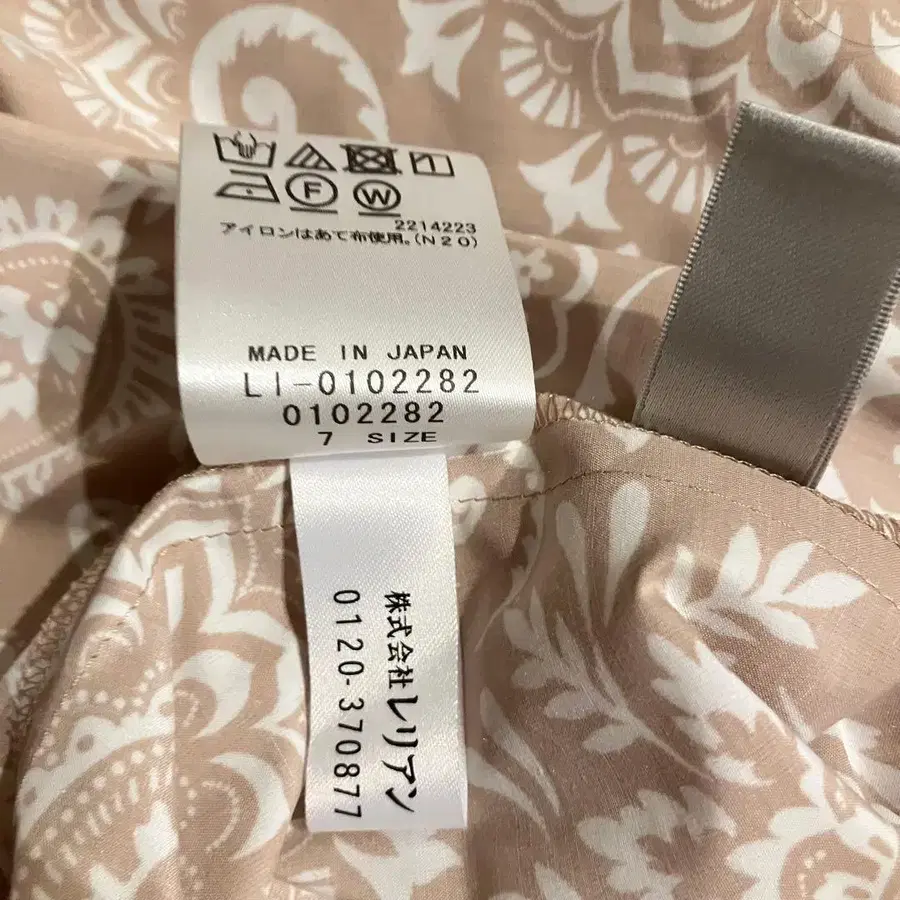 F W
2214223
アイロンはあて布使用。(N20)
MADE IN JAPAN
LI-0102282
0102282
7 SIZE
株式会社レリアン
0120-370877